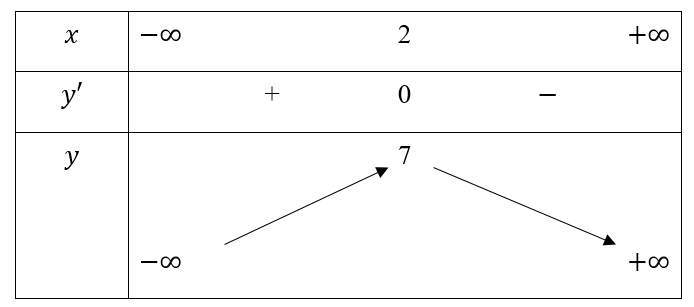 x −∞ 2 +∞
y′ + 0 −
y 7
−∞ +∞